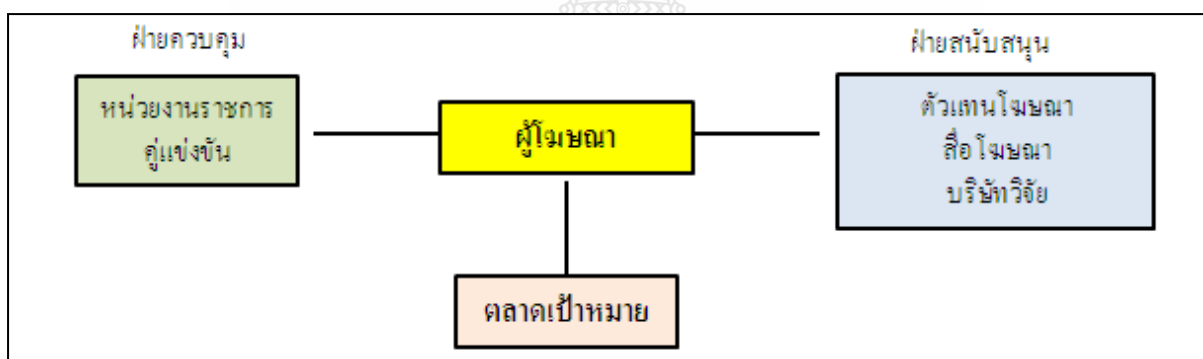 ฝ่ายควบคุม
หน่วยงานราชการ
คู่แข่งขัน
ผู้โฆษณา
ฝ่ายสนับสนุน
ตัวแทนโฆษณา
สื่อโฆษณา
บริษัทวิจัย
ตลาดเป้าหมาย